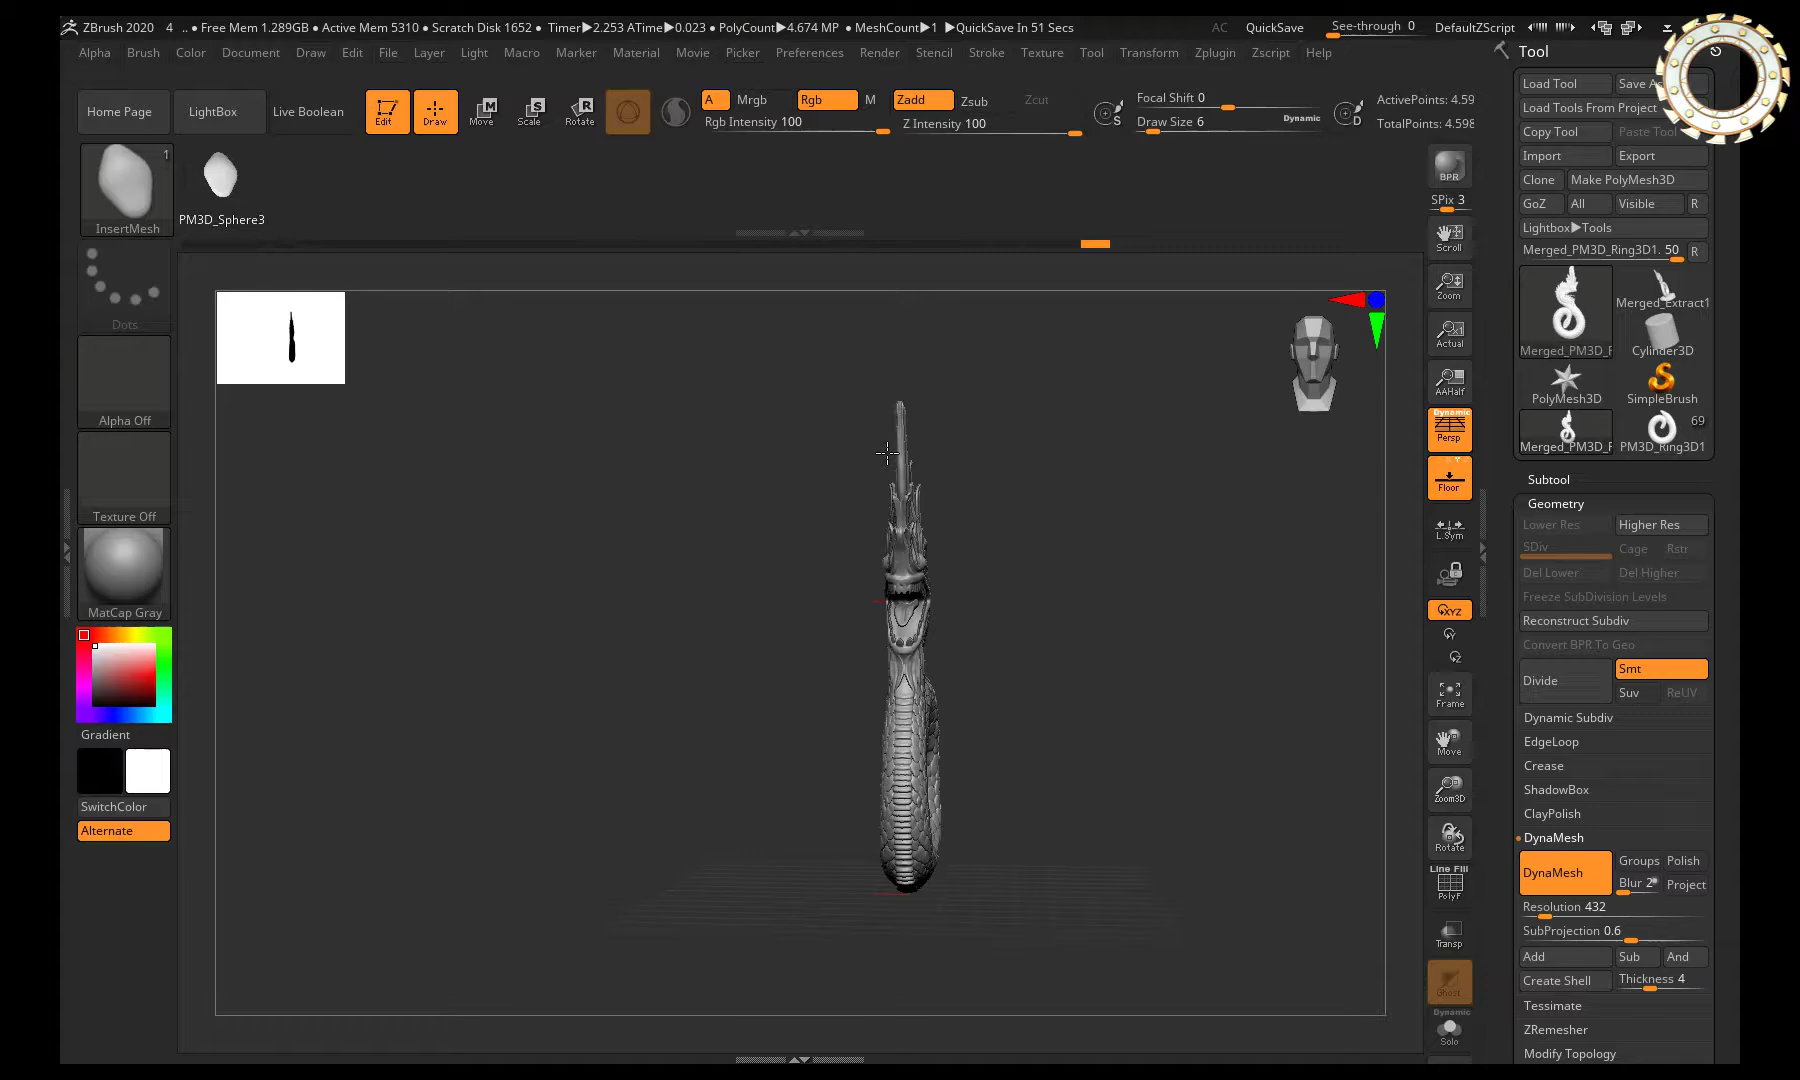 ZBrush 2020 4 .. • Free Mem 1.289GB • Active Mem 5310 • Scratch Disk 1652 • Timer▶2.253 ATime▶0.023 • PolyCount▶4.674 MP • MeshCount▶1 ▶QuickSave In 51 Secs AC QuickSave See-through 0 DefaultZScript
Alpha Brush Color Document Draw Edit File Layer Light Macro Marker Material Movie Picker Preferences Render Stencil Stroke Texture Tool Transform Zplugin Zscript Help
Home Page LightBox Live Boolean Edit Draw Move Scale Rotate
A Mrgb Rgb M Zadd Zsub Zcut
Rgb Intensity 100 Z Intensity 100
Focal Shift 0
Draw Size 6 Dynamic
ActivePoints: 4.59
TotalPoints: 4.598
M
S
R
S
D
1
InsertMesh
PM3D_Sphere3
Dots
Alpha Off
Texture Off
MatCap Gray
Gradient
SwitchColor
Alternate
BPR
SPix 3
Scroll
Zoom
Actual
AAHalf
Dynamic
Persp
Floor
L.Sym
XYZ
Y
Z
Frame
Move
Zoom3D
Rotate
Line Fill
PolyF
Transp
Ghost
Dynamic
Solo
Tool
Load Tool Save As
Load Tools From Project
Copy Tool Paste Tool
Import Export
Clone Make PolyMesh3D
GoZ All Visible R
Lightbox▶Tools
Merged_PM3D_Ring3D1. 50 R
Merged_Extract1
Merged_PM3D_F Cylinder3D
PolyMesh3D SimpleBrush
69
Merged_PM3D_F PM3D_Ring3D1
Subtool
Geometry
Lower Res Higher Res
SDiv Cage Rstr
Del Lower Del Higher
Freeze SubDivision Levels
Reconstruct Subdiv
Convert BPR To Geo
Divide Smt
Suv ReUV
Dynamic Subdiv
EdgeLoop
Crease
ShadowBox
ClayPolish
DynaMesh
DynaMesh Groups Polish
Blur 2 Project
Resolution 432
SubProjection 0.6
Add Sub And
Create Shell Thickness 4
Tessimate
ZRemesher
Modify Topology